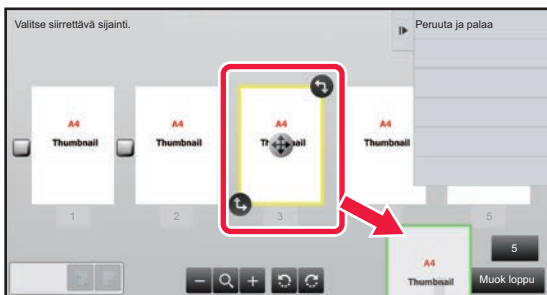 Valitse siirrettävä sijainti.
Peruuta ja palaa
A4
Thumbnail
A4
Thumbnail
A4
Thumbnail
A4
Thumbnail
1
2
3
5
5
A4
Thumbnail
Muok loppu